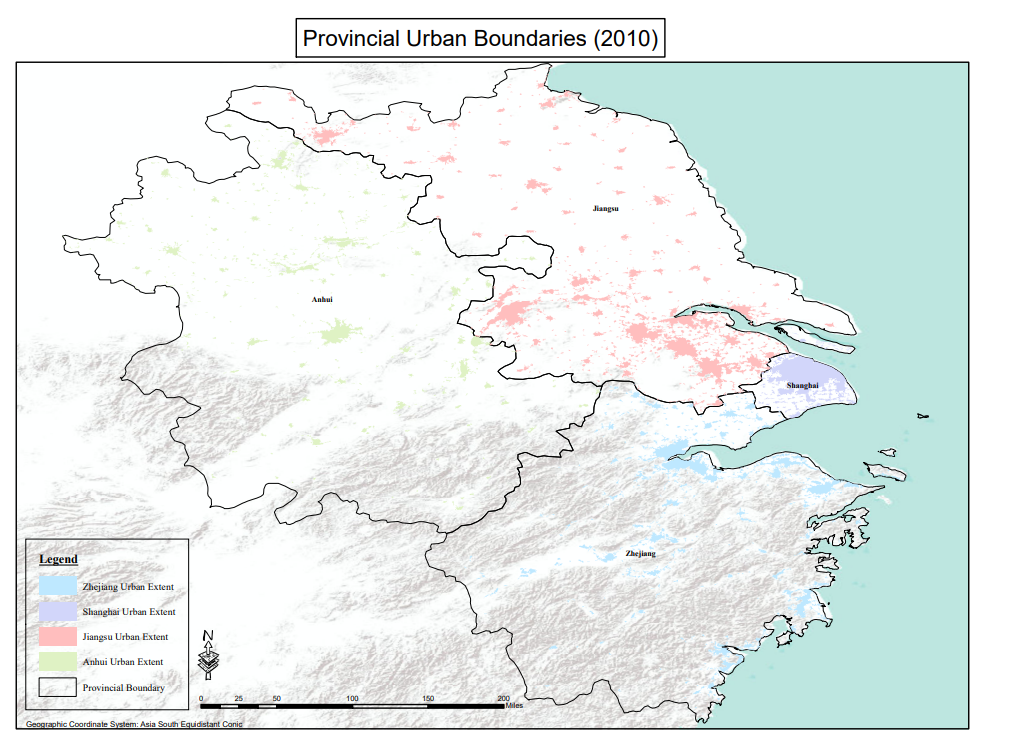 Provincial Urban Boundaries (2010)
Jiangsu
Anhui
Shanghai
Zhejiang
Legend
Zhejiang Urban Extent
Shanghai Urban Extent
Jiangsu Urban Extent
Anhui Urban Extent
Provincial Boundary
N
0 25 50 100 150 200
Miles
Geographic Coordinate System: Asia South Equidistant Conic